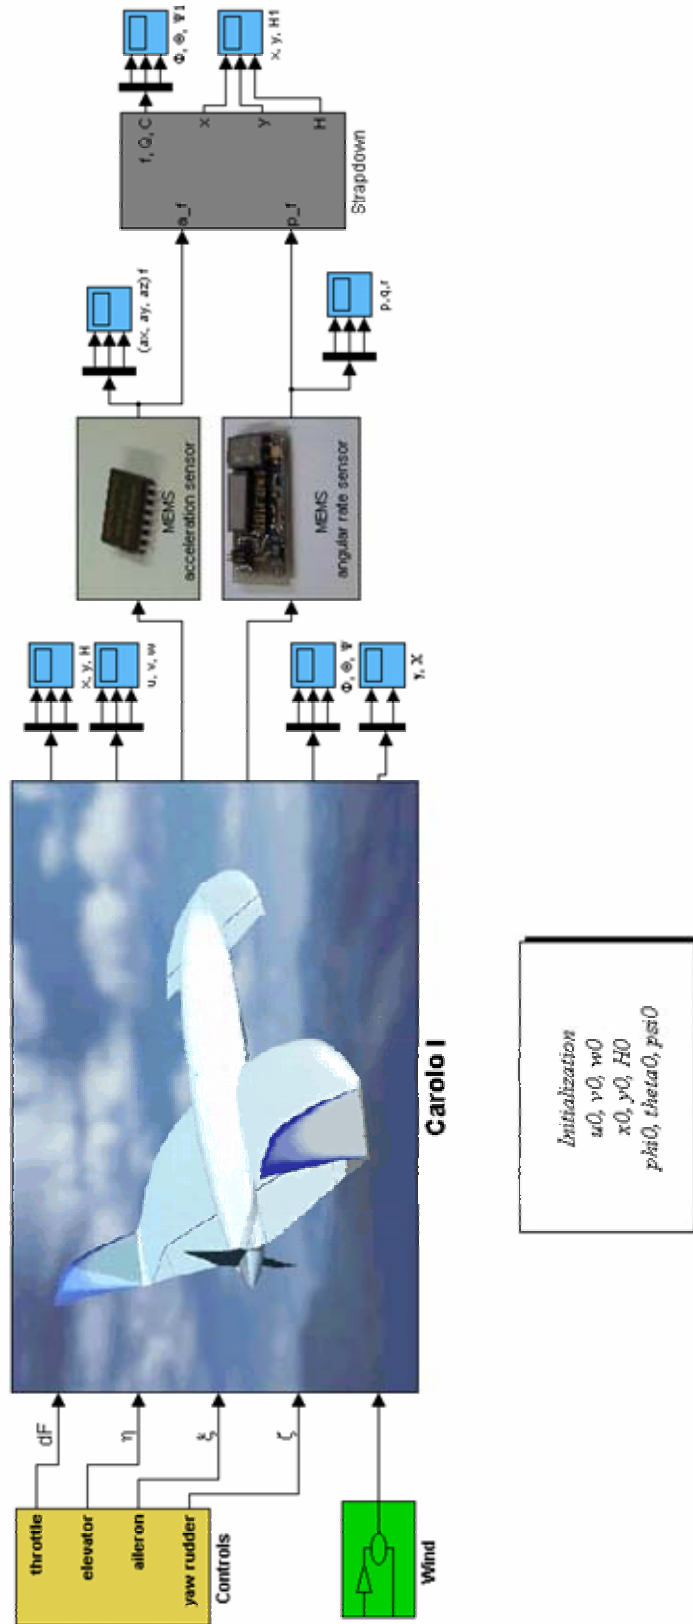 throttle
elevator
aileron
yaw rudder
Controls
Wind
dF
η
ξ
ζ
Carolo I
x, y, H
u, v, w
Φ, Θ, Ψ
γ, χ
MEMS
acceleration sensor
MEMS
angular rate sensor
(ax, ay, az) f
p,q,r
a_f
p_f
f, Q, C
x
y
H
Strapdown
Φ, Θ, Ψ1
x, y, H1
Initialization
u0, v0, w0
x0, y0, H0
phi0, theta0, psi0